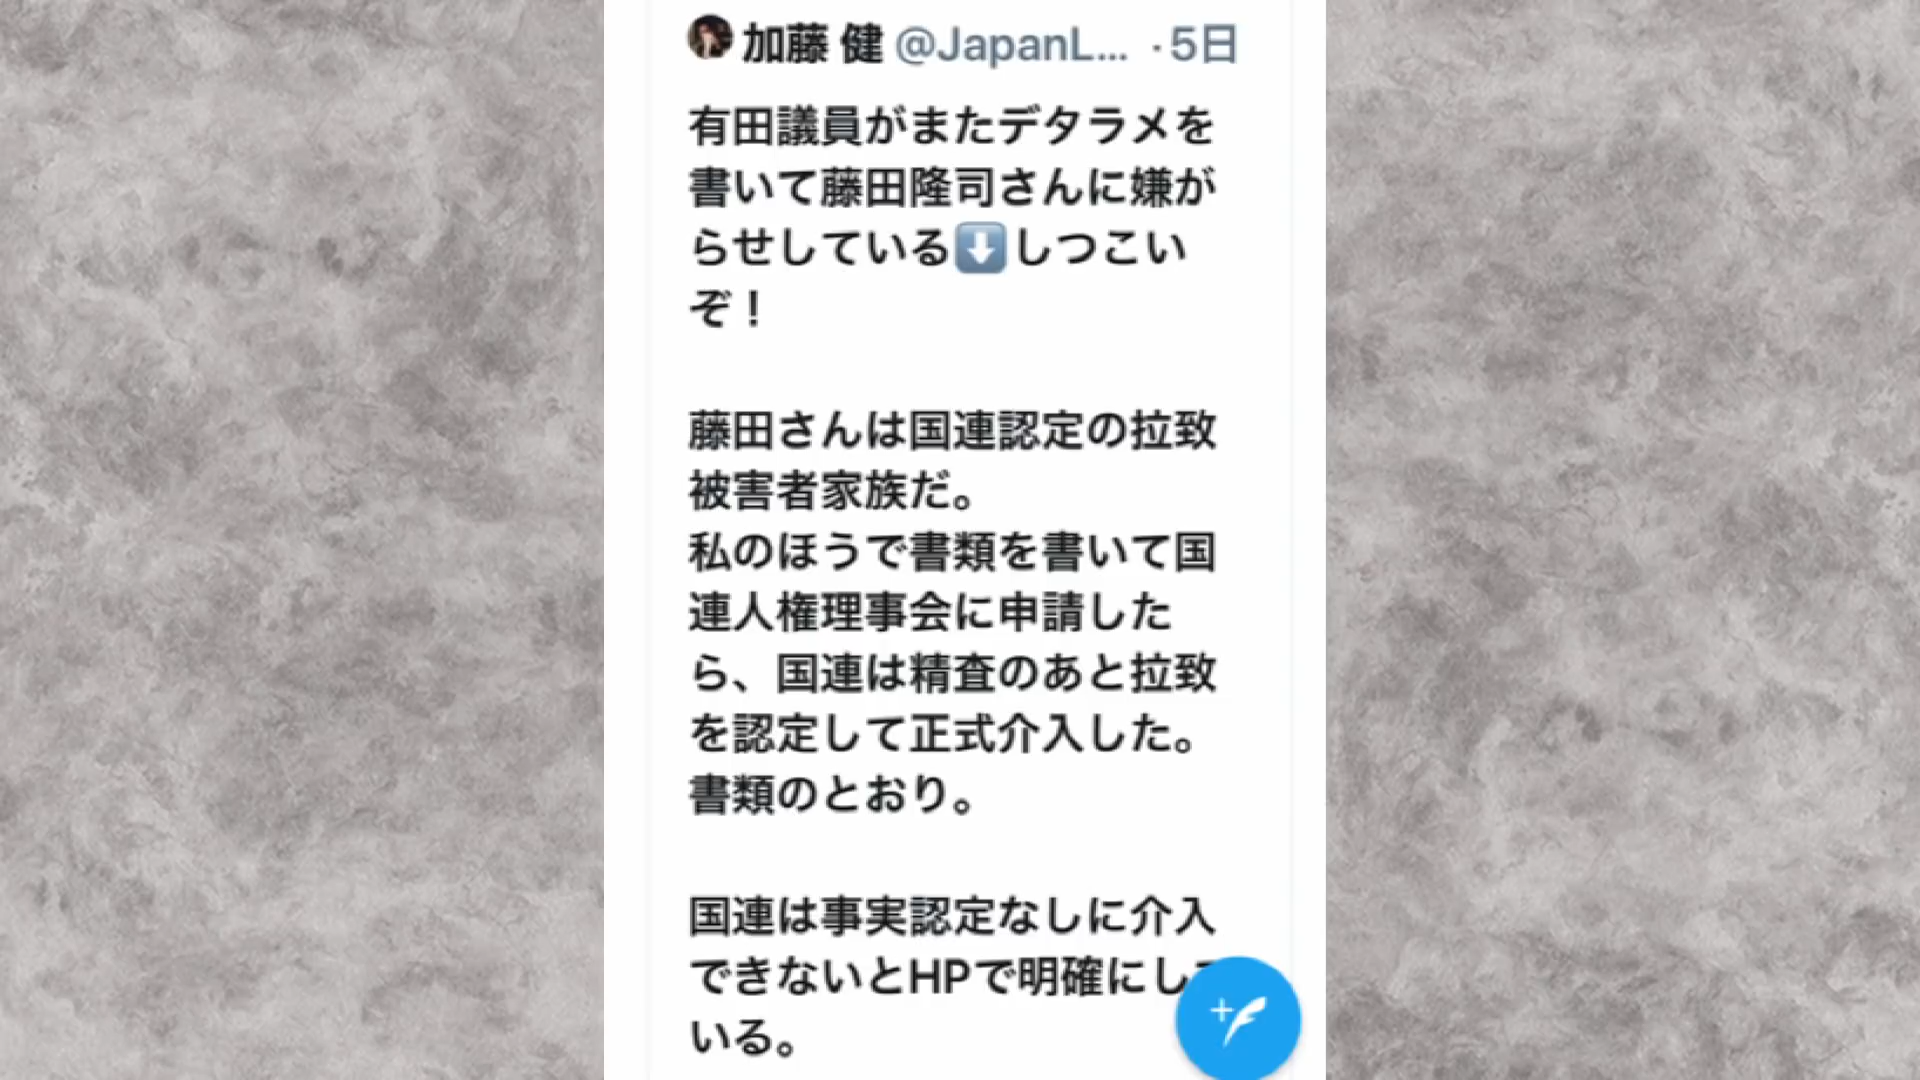 加藤 健 @JapanL... ·5日
有田議員がまたデタラメを
書いて藤田隆司さんに嫌が
らせしている⬇️しつこい
ぞ！
藤田さんは国連認定の拉致
被害者家族だ。
私のほうで書類を書いて国
連人権理事会に申請した
ら、国連は精査のあと拉致
を認定して正式介入した。
書類のとおり。
国連は事実認定なしに介入
できないとHPで明確にして
いる。